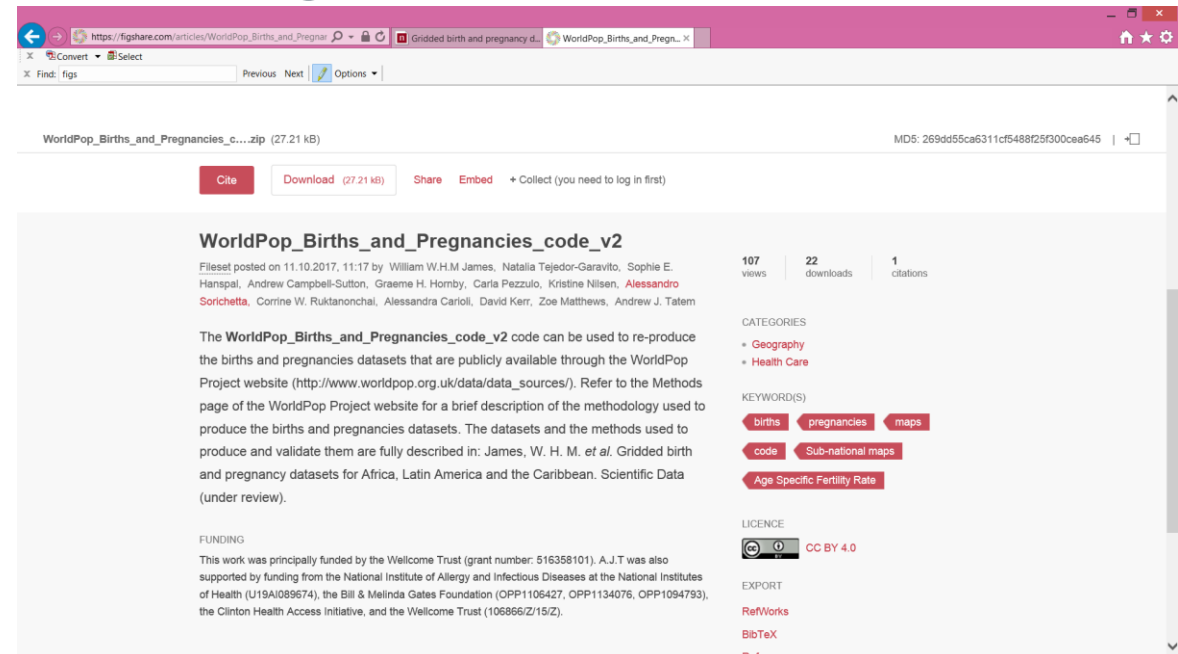 https://figshare.com/articles/WorldPop_Births_and_Pregnar
Gridded birth and pregnancy d...
WorldPop_Births_and_Pregn...
Convert Select
Find: figs Previous Next Options
WorldPop_Births_and_Pregnancies_c....zip (27.21 kB) MD5: 269dd55ca6311cf5488f25f300cea645
Cite Download (27.21 kB) Share Embed + Collect (you need to log in first)
WorldPop_Births_and_Pregnancies_code_v2
Fileset posted on 11.10.2017, 11:17 by William W.H.M James, Natalia Tejedor-Garavito, Sophie E.
Hanspal, Andrew Campbell-Sutton, Graeme H. Hornby, Carla Pezzulo, Kristine Nilsen, Alessandro
Sorichetta, Corrine W. Ruktanonchai, Alessandra Carioli, David Kerr, Zoe Matthews, Andrew J. Tatem
The WorldPop_Births_and_Pregnancies_code_v2 code can be used to re-produce
the births and pregnancies datasets that are publicly available through the WorldPop
Project website (http://www.worldpop.org.uk/data/data_sources/). Refer to the Methods
page of the WorldPop Project website for a brief description of the methodology used to
produce the births and pregnancies datasets. The datasets and the methods used to
produce and validate them are fully described in: James, W. H. M. et al. Gridded birth
and pregnancy datasets for Africa, Latin America and the Caribbean. Scientific Data
(under review).
FUNDING
This work was principally funded by the Wellcome Trust (grant number: 516358101). A.J.T was also
supported by funding from the National Institute of Allergy and Infectious Diseases at the National Institutes
of Health (U19AI089674), the Bill & Melinda Gates Foundation (OPP1106427, OPP1134076, OPP1094793),
the Clinton Health Access Initiative, and the Wellcome Trust (106866/Z/15/Z).
107 22 1
views downloads citations
CATEGORIES
Geography
Health Care
KEYWORD(S)
births pregnancies maps
code Sub-national maps
Age Specific Fertility Rate
LICENCE
cc BY CC BY 4.0
EXPORT
RefWorks
BibTeX